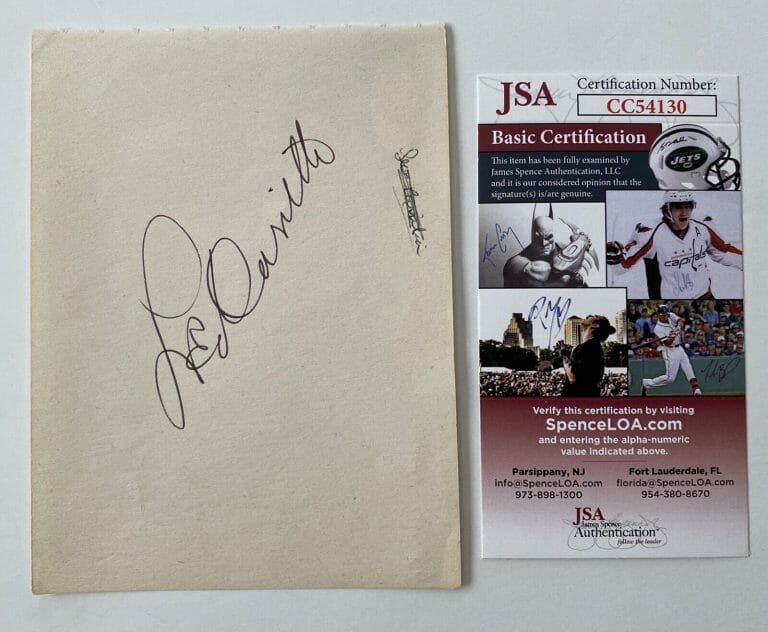 JSA
Certification Number:
CC54130
Basic Certification
This item has been fully examined by
James Spence Authentication, LLC
and it is our considered opinion that the
signature(s) is/are genuine.
JETS
capitals
A
Verify this certification by visiting
SpenceLOA.com
and entering the alpha-numeric
value indicated above.
Parsippany, NJ
info@SpenceLOA.com
973-898-1300
Fort Lauderdale, FL
florida@SpenceLOA.com
954-380-8670
JSA
James Spence
Authentication
follow the leader